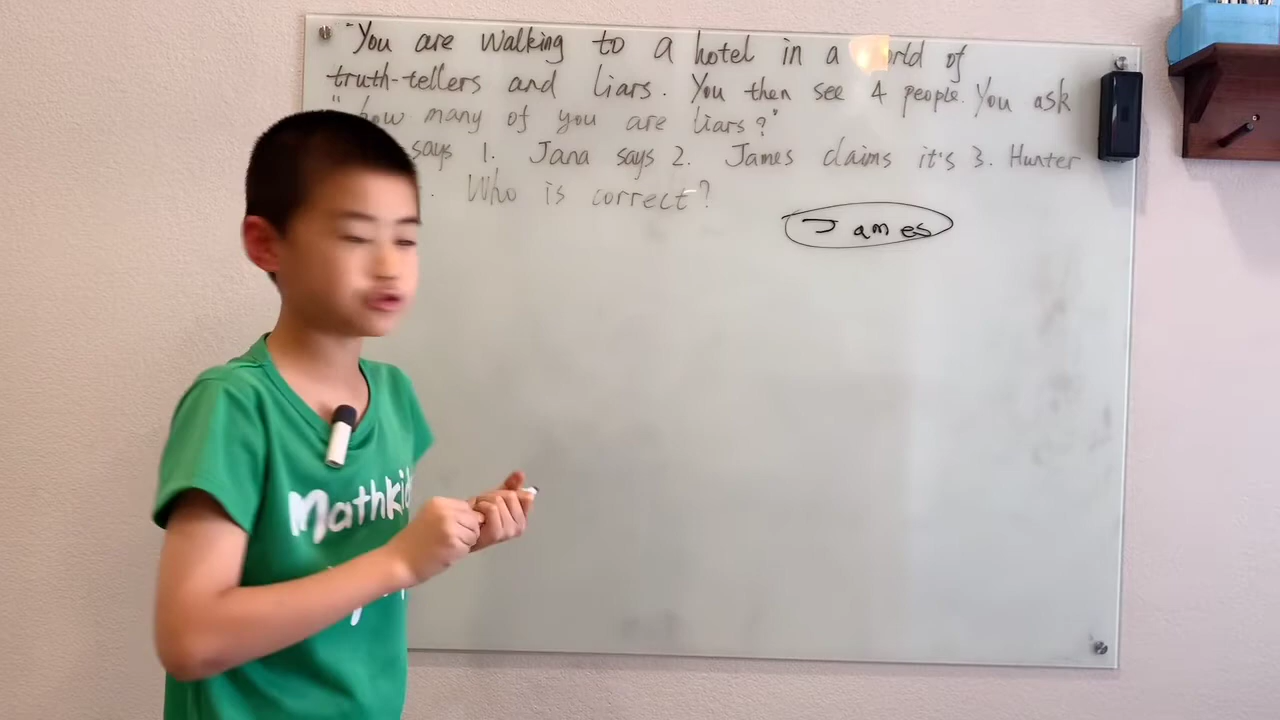 "You are walking to a hotel in a world of
truth-tellers and liars. You then see 4 people. You ask
"how many of you are liars?"
says 1. Jana says 2. James claims it's 3. Hunter
. Who is correct?
James
Mathkid